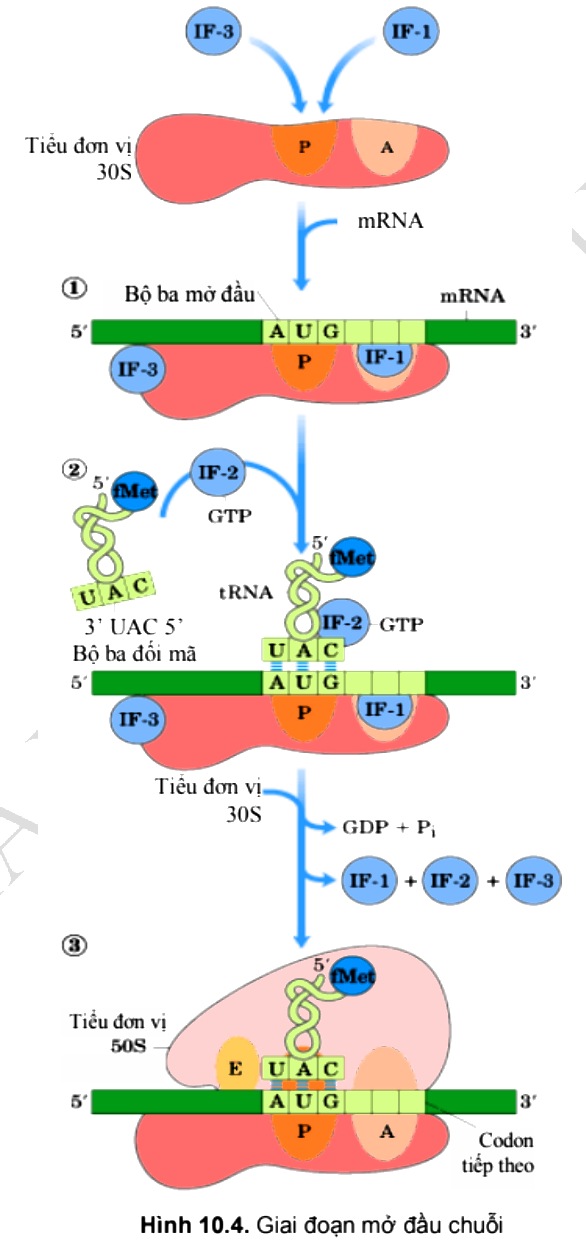 IF-3
IF-1
Tiểu đơn vị
30S
P
A
mRNA
①
Bộ ba mở đầu
mRNA
5′
A U G
3′
IF-3
P
IF-1
②
5′
fMet
IF-2
GTP
U A C
3’ UAC 5’
Bộ ba đối mã
5′
fMet
tRNA
IF-2
GTP
U A C
5′
A U G
3′
IF-3
P
IF-1
Tiểu đơn vị
30S
GDP + Pi
IF-1 + IF-2 + IF-3
③
5′
fMet
Tiểu đơn vị
50S
E
U A C
5′
A U G
3′
P
A
Codon
tiếp theo
Hình 10.4. Giai đoạn mở đầu chuỗi